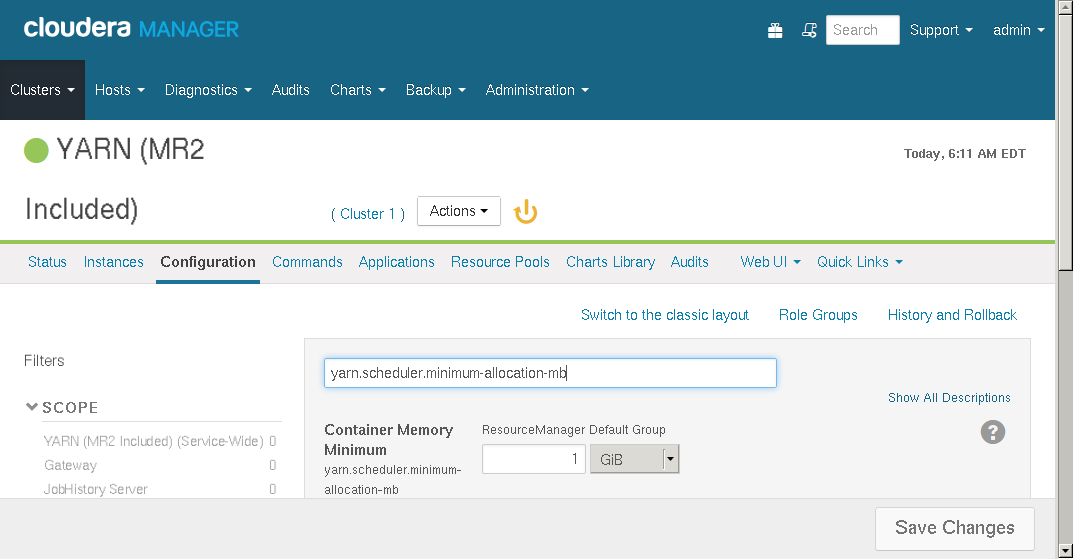 cloudera MANAGER
Search Support admin
Clusters Hosts Diagnostics Audits Charts Backup Administration
YARN (MR2
Today, 6:11 AM EDT
Included) ( Cluster 1 ) Actions
Status Instances Configuration Commands Applications Resource Pools Charts Library Audits Web UI Quick Links
Switch to the classic layout Role Groups History and Rollback
Filters
yarn.scheduler.minimum-allocation-mb
Show All Descriptions
SCOPE
Container Memory Minimum
ResourceManager Default Group
YARN (MR2 Included) (Service-Wide) 0
1 GiB
?
Gateway 0
yarn.scheduler.minimum-
allocation-mb
JobHistory Server 0
Save Changes